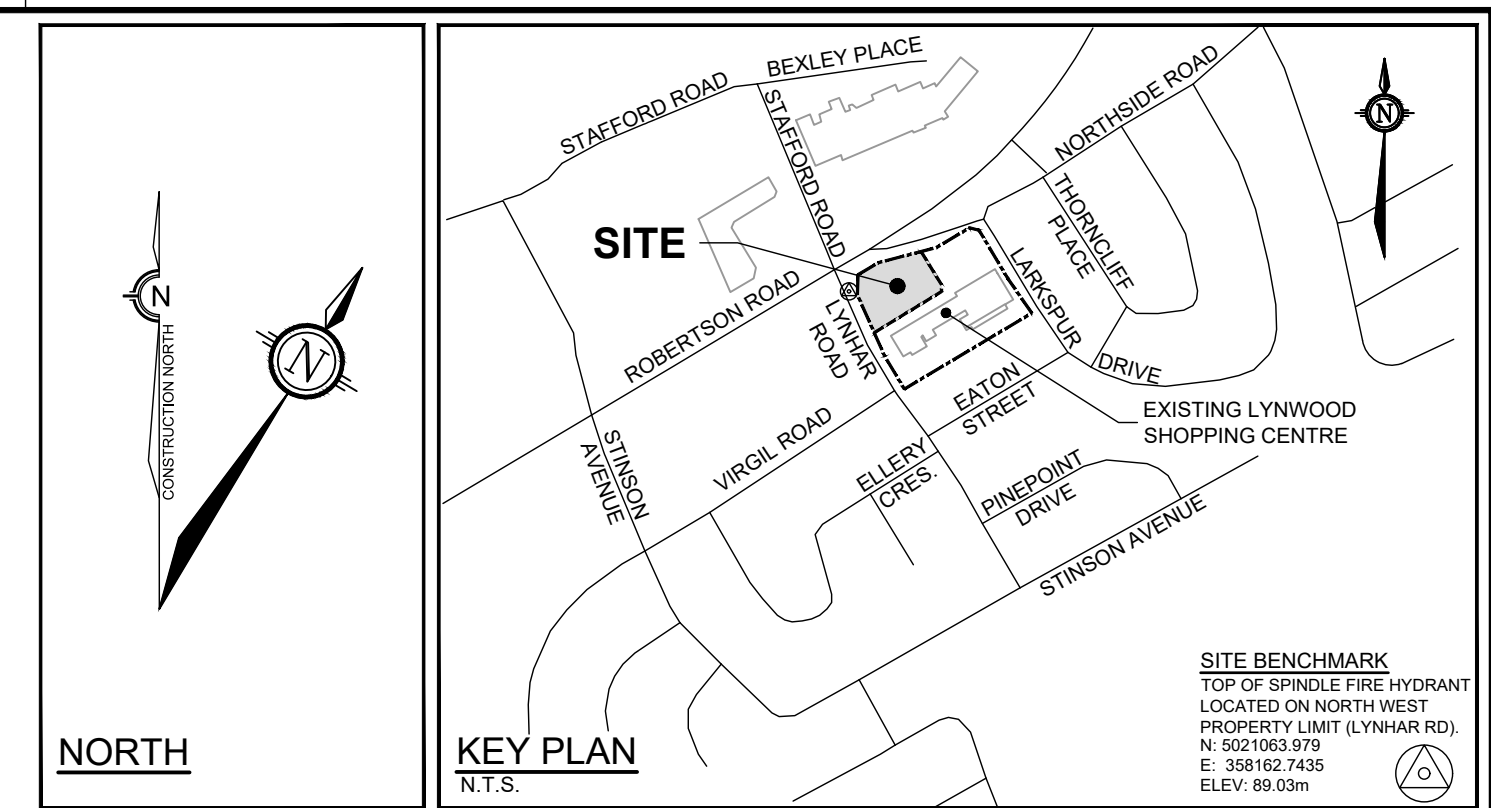 N
CONSTRUCTION NORTH
N
NORTH
BEXLEY PLACE
STAFFORD ROAD
STAFFORD ROAD
NORTHSIDE ROAD
N
THORNCLIFF
PLACE
SITE
LARKSPUR
DRIVE
ROBERTSON ROAD
LYNHAR
ROAD
EATON
STREET
EXISTING LYNWOOD
SHOPPING CENTRE
STINSON
AVENUE
VIRGIL ROAD
ELLERY
CRES.
PINEPOINT
DRIVE
STINSON AVENUE
SITE BENCHMARK
TOP OF SPINDLE FIRE HYDRANT
LOCATED ON NORTH WEST
PROPERTY LIMIT (LYNHAR RD).
N: 5021063.979
E: 358162.7435
ELEV: 89.03m
KEY PLAN
N.T.S.